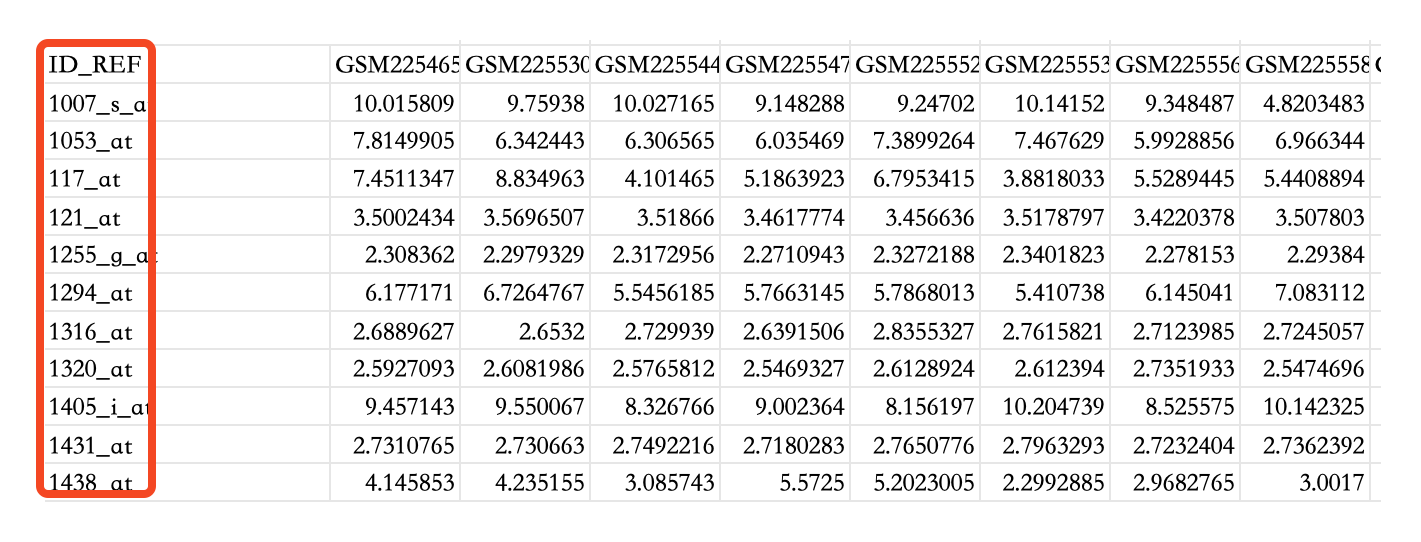 ID_REF GSM225465 GSM225530 GSM225544 GSM225547 GSM225552 GSM225553 GSM225556 GSM225558
1007_s_a 10.015809 9.75938 10.027165 9.148288 9.24702 10.14152 9.348487 4.8203483
1053_at 7.8149905 6.342443 6.306565 6.035469 7.3899264 7.467629 5.9928856 6.966344
117_at 7.4511347 8.834963 4.101465 5.1863923 6.7953415 3.8818033 5.5289445 5.4408894
121_at 3.5002434 3.5696507 3.51866 3.4617774 3.456636 3.5178797 3.4220378 3.507803
1255_g_at 2.308362 2.2979329 2.3172956 2.2710943 2.3272188 2.3401823 2.278153 2.29384
1294_at 6.177171 6.7264767 5.5456185 5.7663145 5.7868013 5.410738 6.145041 7.083112
1316_at 2.6889627 2.6532 2.729939 2.6391506 2.8355327 2.7615821 2.7123985 2.7245057
1320_at 2.5927093 2.6081986 2.5765812 2.5469327 2.6128924 2.612394 2.7351933 2.5474696
1405_i_at 9.457143 9.550067 8.326766 9.002364 8.156197 10.204739 8.525575 10.142325
1431_at 2.7310765 2.730663 2.7492216 2.7180283 2.7650776 2.7963293 2.7232404 2.7362392
1438_at 4.145853 4.235155 3.085743 5.5725 5.2023005 2.2992885 2.9682765 3.0017